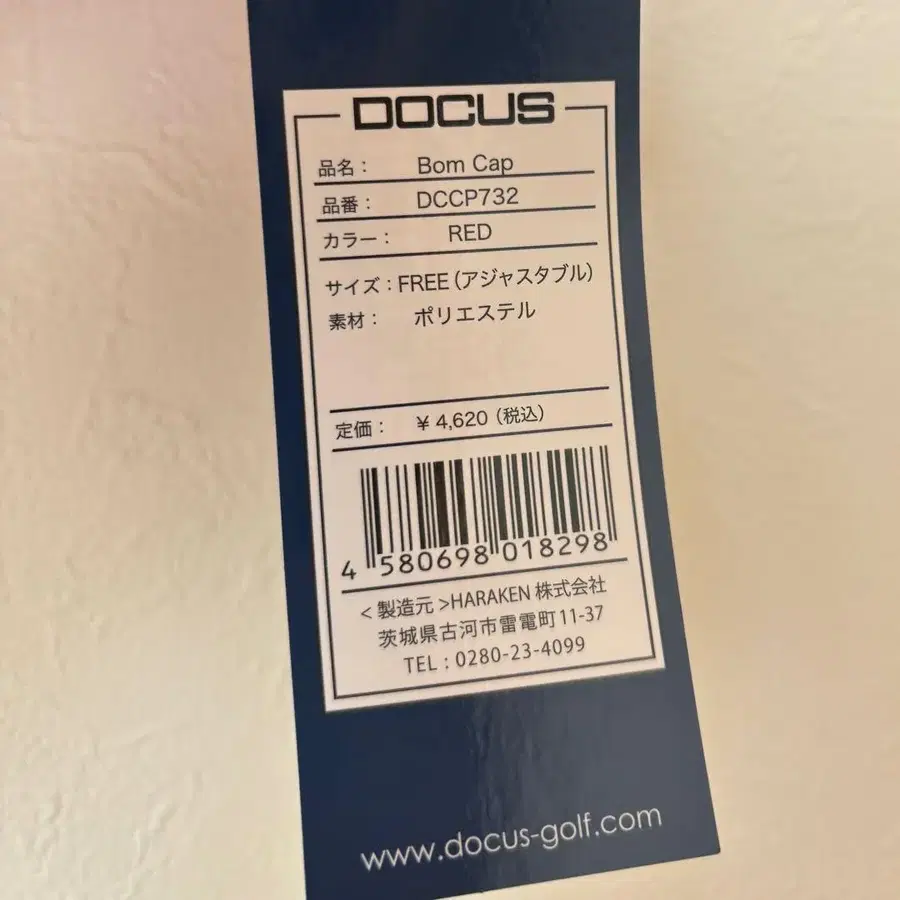 DOCUS
品名： Bom Cap
品番： DCCP732
カラー： RED
サイズ：FREE（アジャスタブル）
素材： ポリエステル
定価： ￥4,620（税込）
4 580698 018298
＜製造元＞HARAKEN 株式会社
茨城県古河市雷電町11-37
TEL：0280-23-4099
www.docus-golf.com